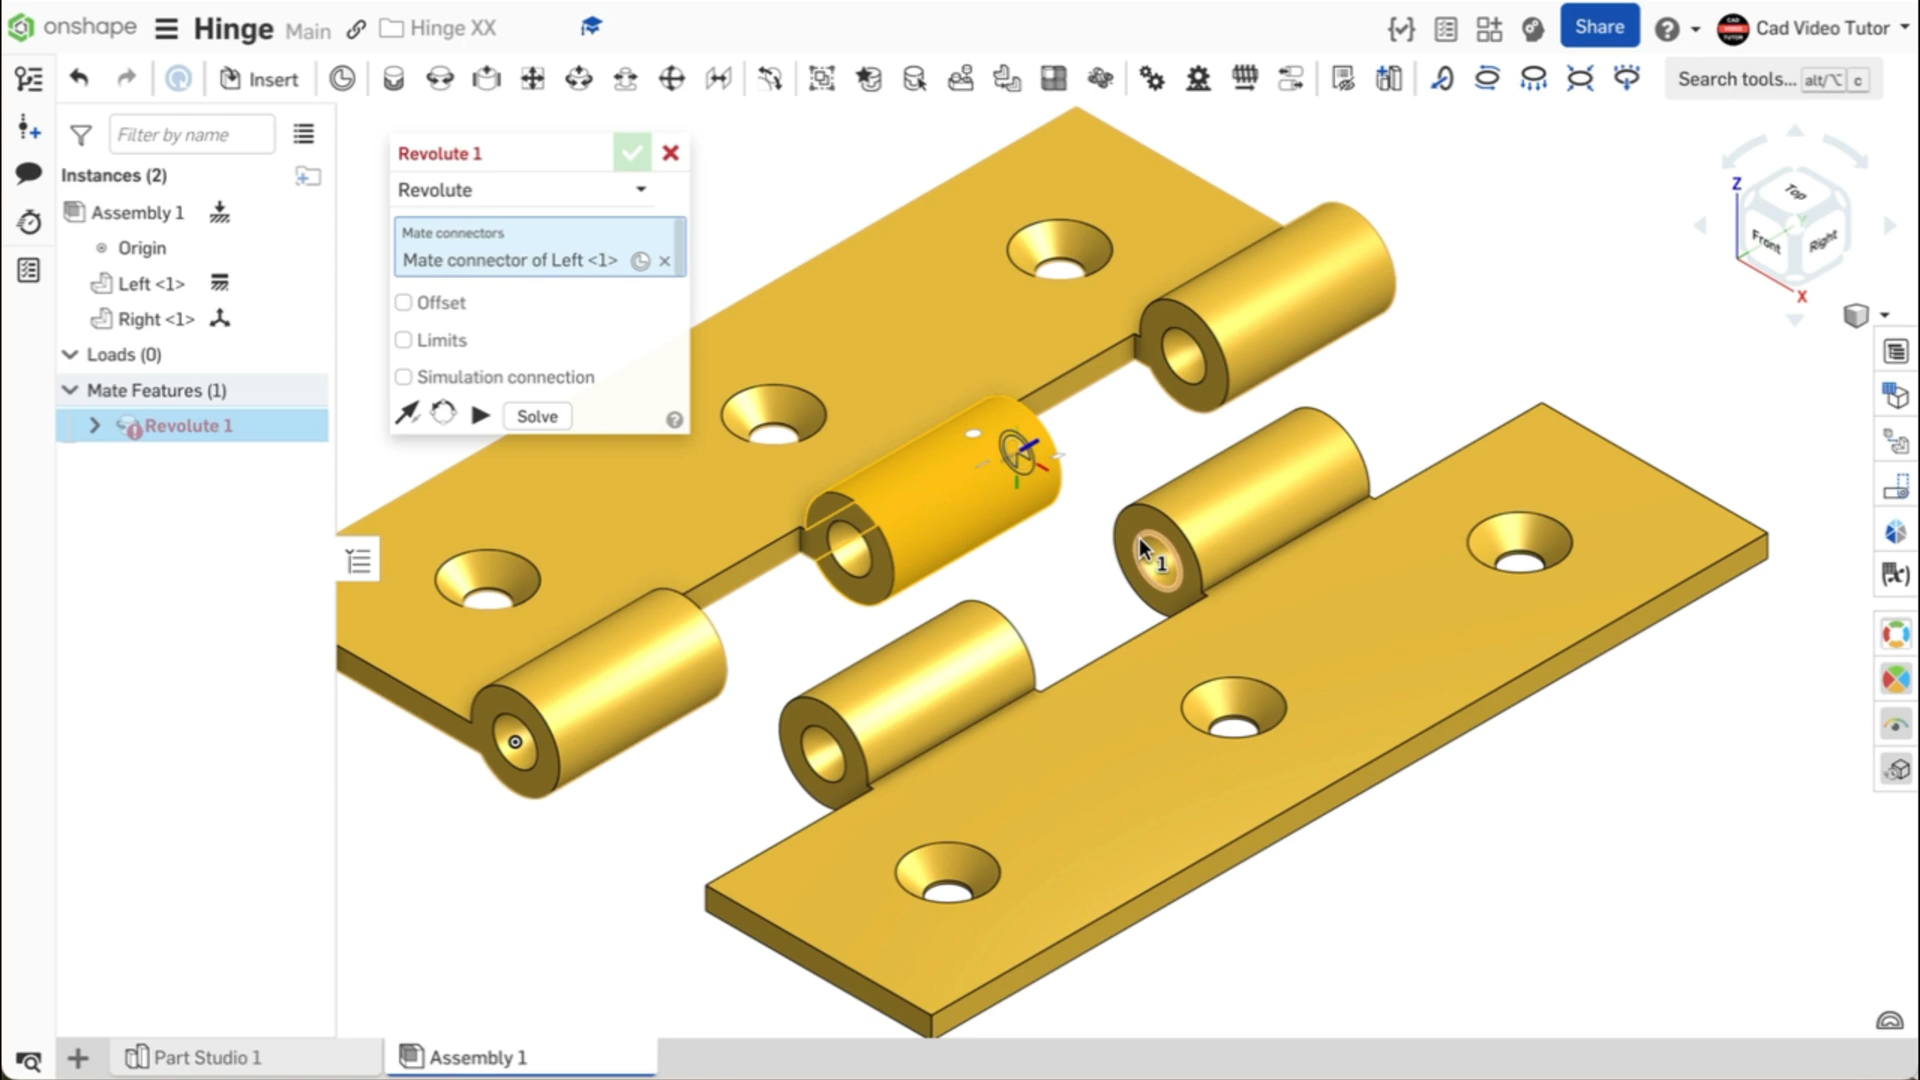 onshape Hinge Main Hinge XX Share Cad Video Tutor
Insert Search tools... alt/⌥ c
Filter by name
Instances (2)
Assembly 1
Origin
Left <1>
Right <1>
Loads (0)
Mate Features (1)
Revolute 1
Revolute 1
Revolute
Mate connectors
Mate connector of Left <1>
Offset
Limits
Simulation connection
Solve
1
Z
Top
Front
Right
X
Part Studio 1
Assembly 1